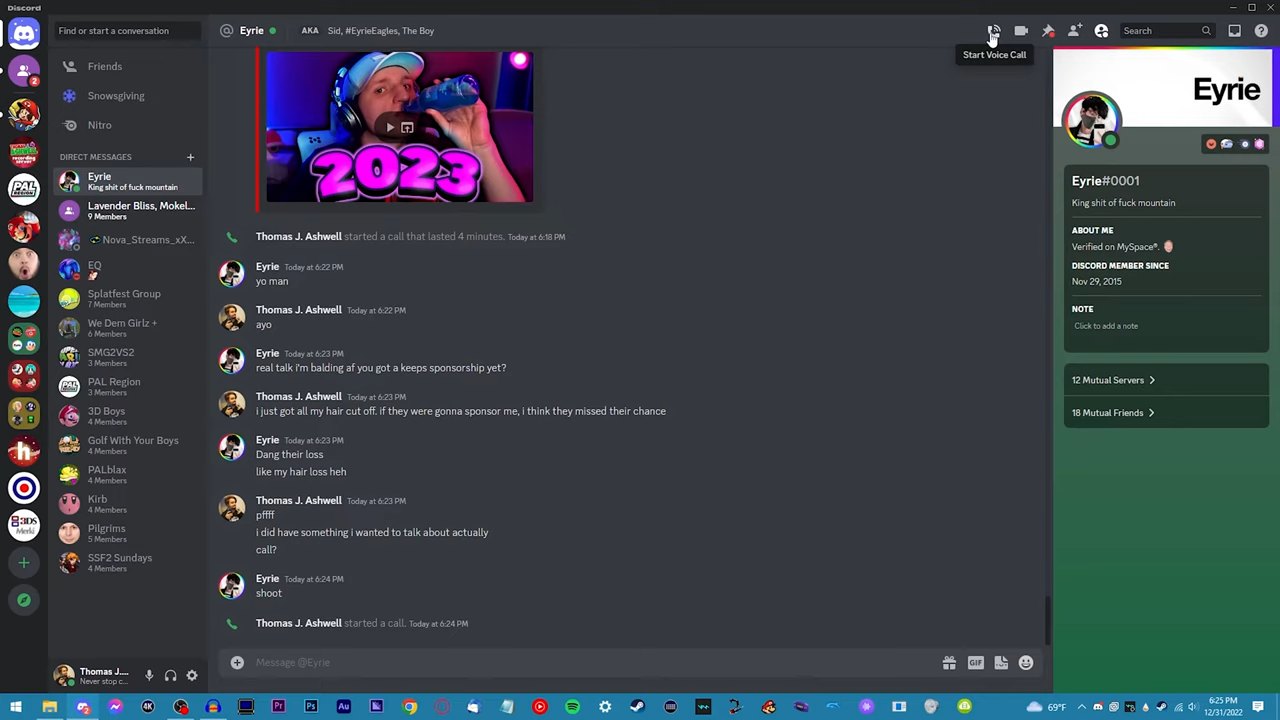 Discord
Find or start a conversation
Eyrie
AKA
Sid, #EyrieEagles, The Boy
Search
Start Voice Call
Friends
Snowsgiving
Nitro
DIRECT MESSAGES
Eyrie
King shit of fuck mountain
Lavender Bliss, Mokel...
9 Members
Nova_Streams_xX...
EQ
Splatfest Group
7 Members
We Dem Girlz +
6 Members
SMG2VS2
3 Members
PAL Region
3 Members
3D Boys
4 Members
Golf With Your Boys
4 Members
PALblax
4 Members
Kirb
4 Members
Pilgrims
5 Members
SSF2 Sundays
4 Members
Thomas J....
Never stop c...
2
PAL
REGION
h
3DS
Merki
2023
Thomas J. Ashwell started a call that lasted 4 minutes. Today at 6:18 PM
Eyrie Today at 6:22 PM
yo man
Thomas J. Ashwell Today at 6:22 PM
ayo
Eyrie Today at 6:23 PM
real talk i'm balding af you got a keeps sponsorship yet?
Thomas J. Ashwell Today at 6:23 PM
i just got all my hair cut off. if they were gonna sponsor me, i think they missed their chance
Eyrie Today at 6:23 PM
Dang their loss
like my hair loss heh
Thomas J. Ashwell Today at 6:23 PM
pffff
i did have something i wanted to talk about actually
call?
Eyrie Today at 6:24 PM
shoot
Thomas J. Ashwell started a call. Today at 6:24 PM
Message @Eyrie
GIF
Eyrie
Eyrie#0001
King shit of fuck mountain
ABOUT ME
Verified on MySpace®.
DISCORD MEMBER SINCE
Nov 29, 2015
NOTE
Click to add a note
12 Mutual Servers
18 Mutual Friends
4K
Pr
Ps
Au
69°F
6:25 PM
12/31/2022